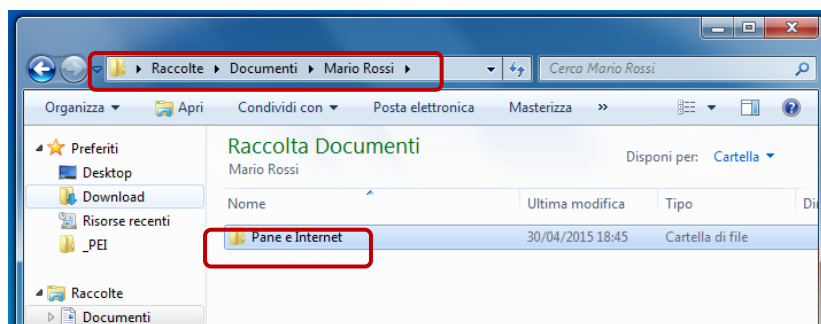 Raccolte Documenti Mario Rossi
Cerca Mario Rossi
Organizza Apri Condividi con Posta elettronica Masterizza »
Preferiti
Desktop
Download
Risorse recenti
_PEI
Raccolte
Documenti
Raccolta Documenti
Mario Rossi
Disponi per: Cartella
Nome Ultima modifica Tipo
Pane e Internet 30/04/2015 18:45 Cartella di file